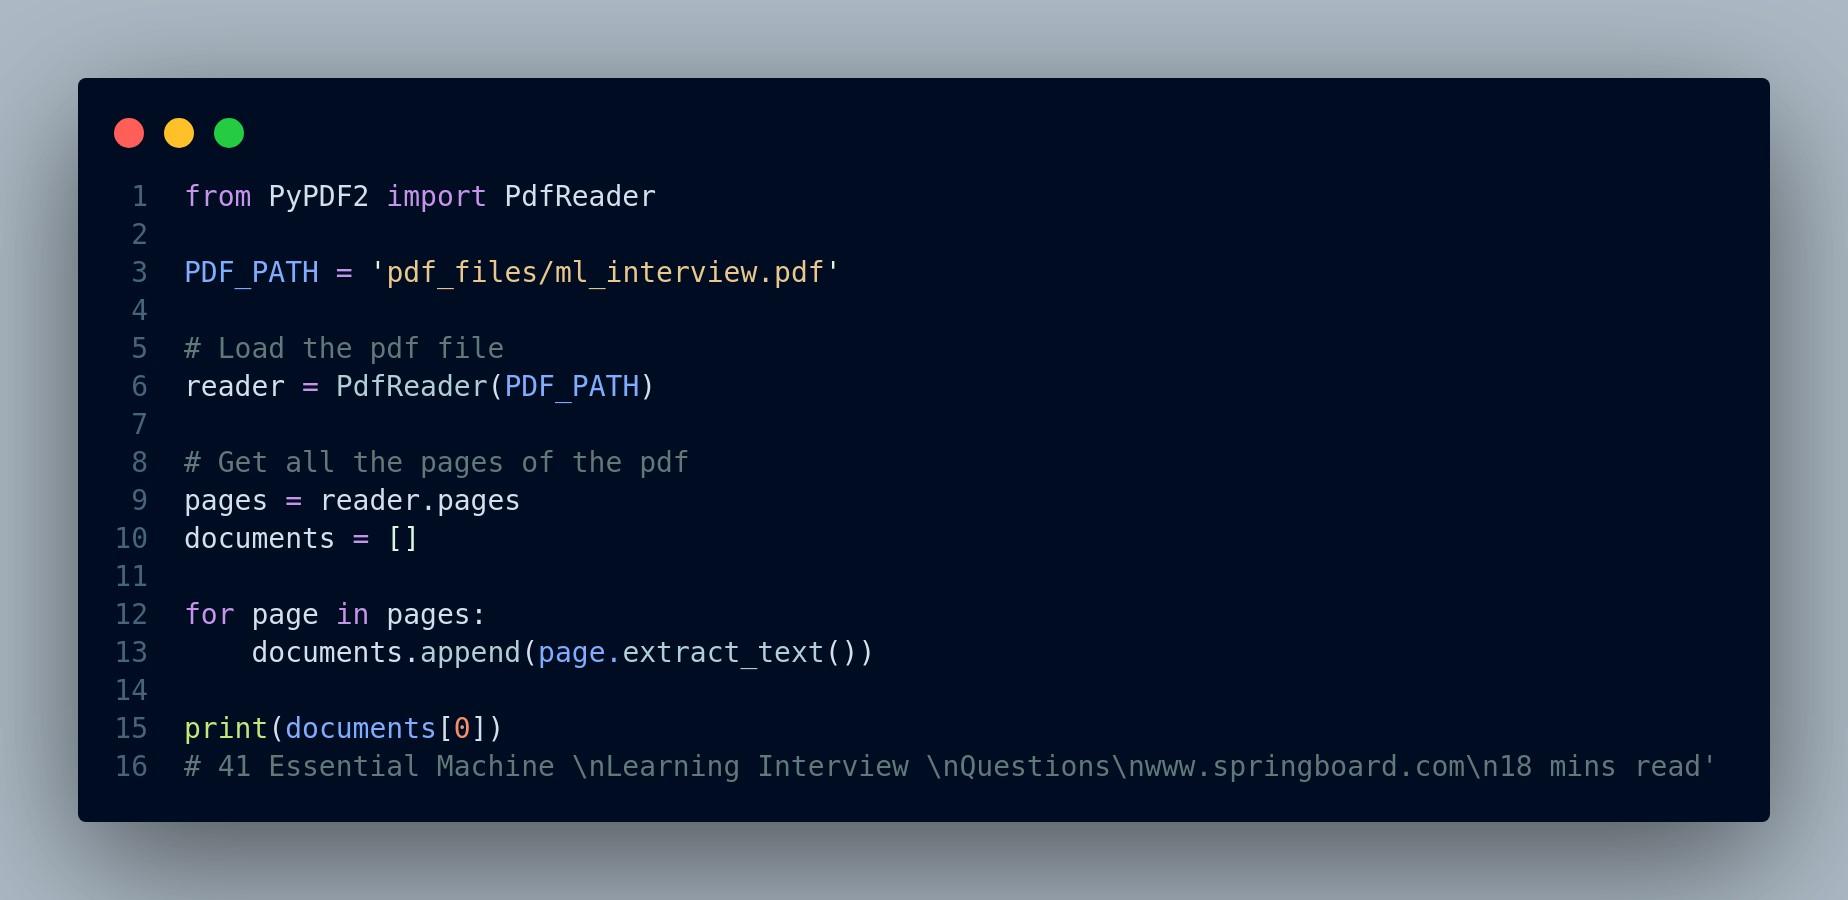 1 from PyPDF2 import PdfReader
2
3 PDF_PATH = 'pdf_files/ml_interview.pdf'
4
5 # Load the pdf file
6 reader = PdfReader(PDF_PATH)
7
8 # Get all the pages of the pdf
9 pages = reader.pages
10 documents = []
11
12 for page in pages:
13     documents.append(page.extract_text())
14
15 print(documents[0])
16 # 41 Essential Machine \nLearning Interview \nQuestions\nwww.springboard.com\n18 mins read'